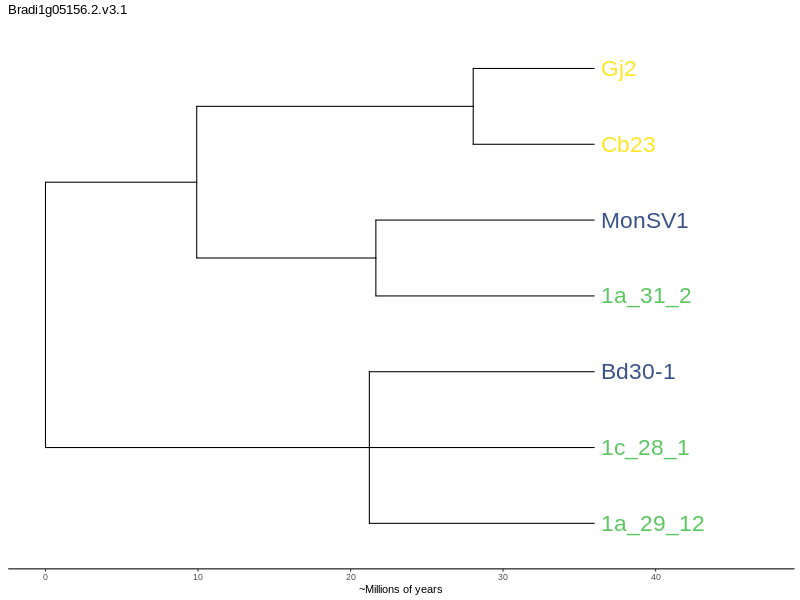 Bradi1g05156.2.v3.1
Gj2
Cb23
MonSV1
1a_31_2
Bd30-1
1c_28_1
1a_29_12
0 10 20 30 40
~Millions of years